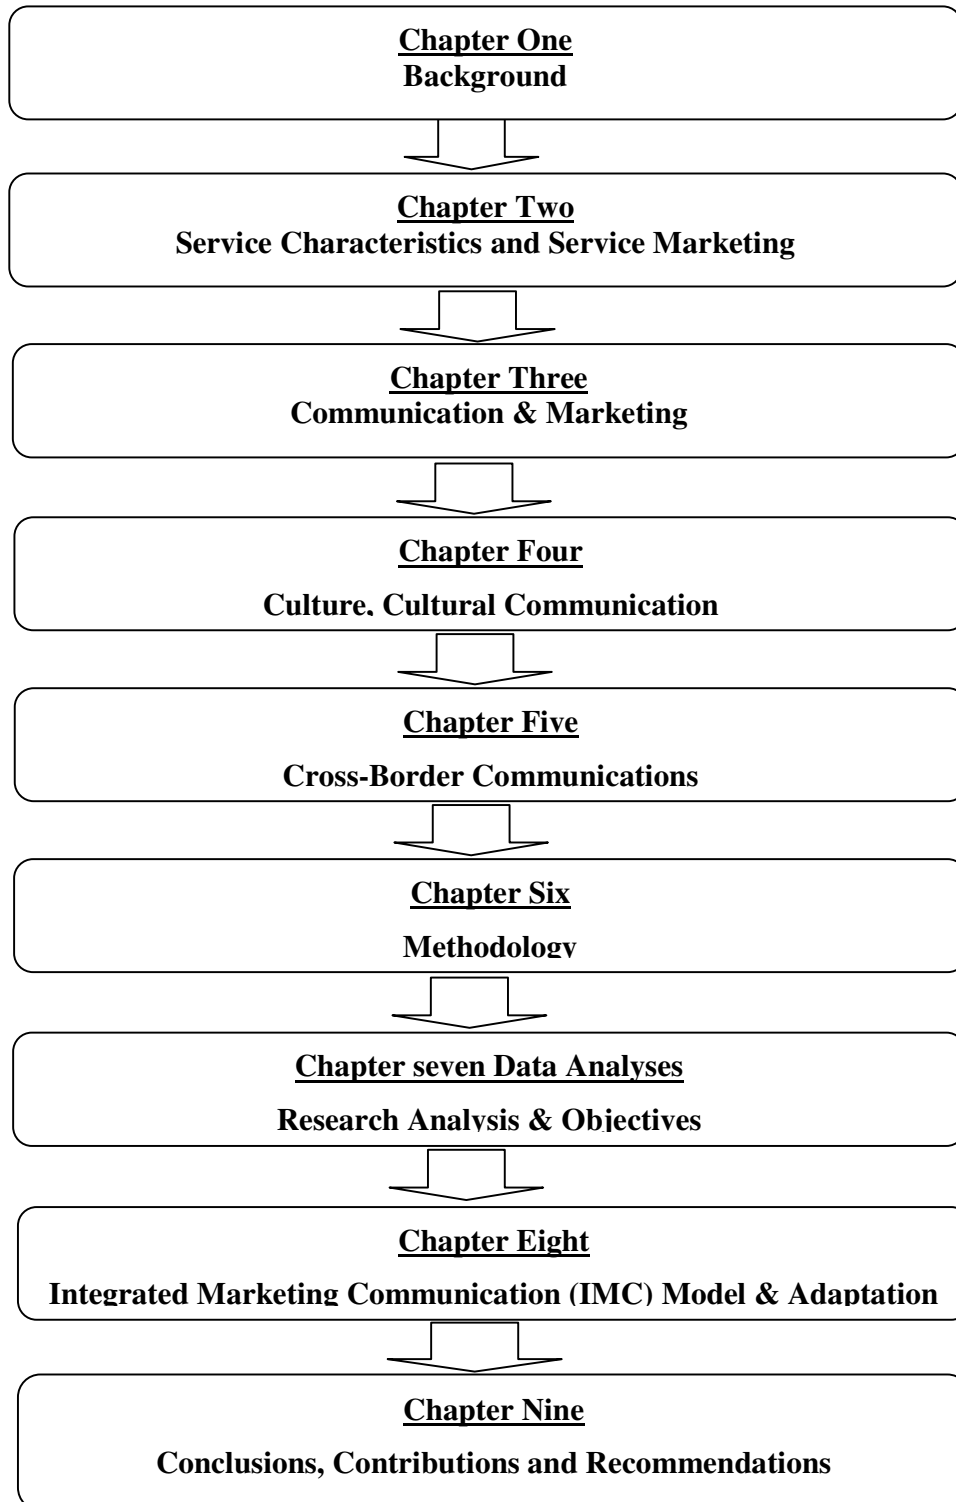 Chapter One
Background
Chapter Two
Service Characteristics and Service Marketing
Chapter Three
Communication & Marketing
Chapter Four
Culture, Cultural Communication
Chapter Five
Cross-Border Communications
Chapter Six
Methodology
Chapter seven Data Analyses
Research Analysis & Objectives
Chapter Eight
Integrated Marketing Communication (IMC) Model & Adaptation
Chapter Nine
Conclusions, Contributions and Recommendations